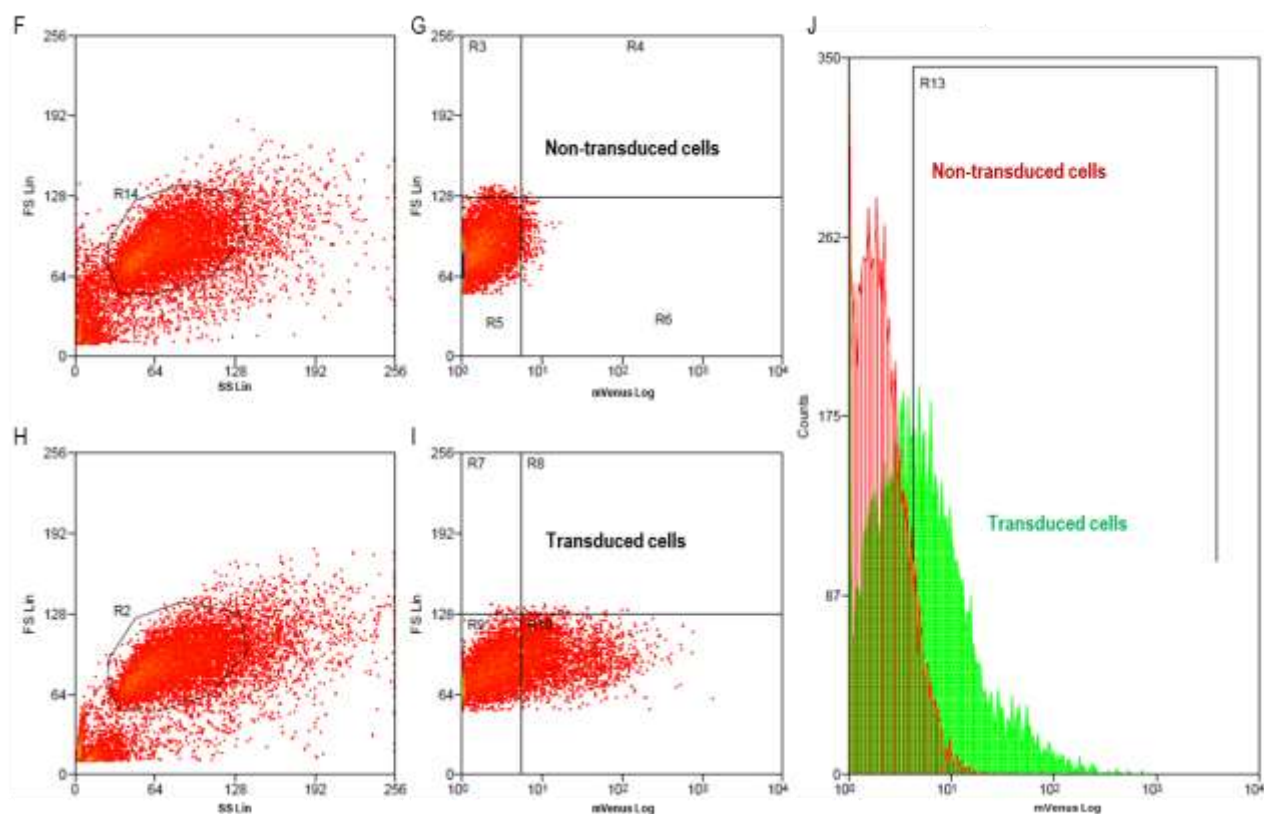 F
256
192
128
64
0
FS Lin
R14
0
64
128
192
256
SS Lin
G
256
192
128
64
0
FS Lin
R3
R4
Non-transduced cells
R5
R6
10⁰
10¹
10²
10³
10⁴
mVenus Log
H
256
192
128
64
0
FS Lin
R2
0
64
128
192
256
SS Lin
I
256
192
128
64
0
FS Lin
R7
R8
Transduced cells
R9
R10
10⁰
10¹
10²
10³
10⁴
mVenus Log
J
350
262
175
87
0
Counts
R13
Non-transduced cells
Transduced cells
10⁰
10¹
10²
10³
10⁴
mVenus Log